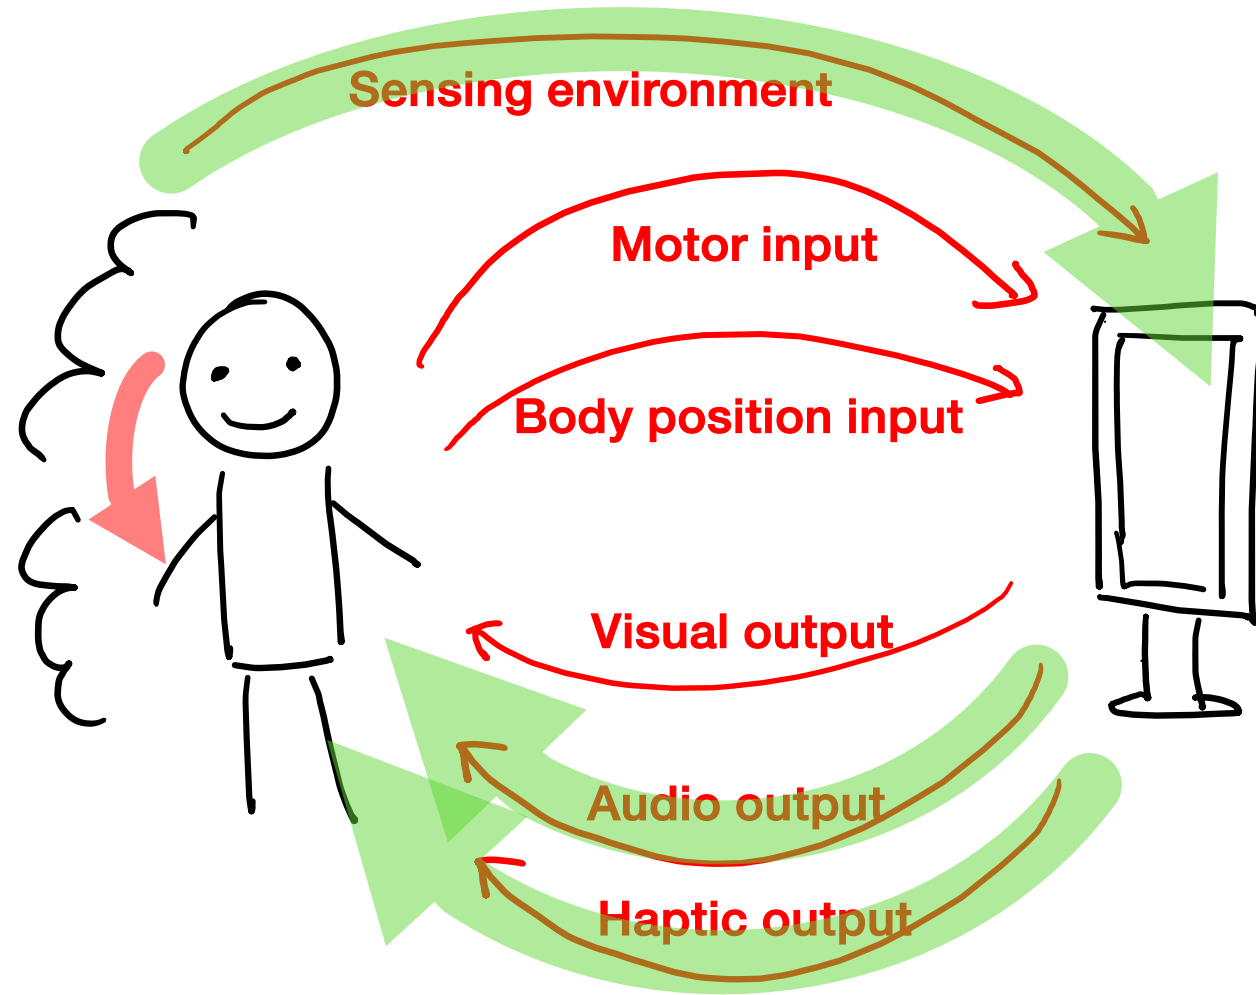 Sensing environment
Motor input
Body position input
Visual output
Audio output
Haptic output